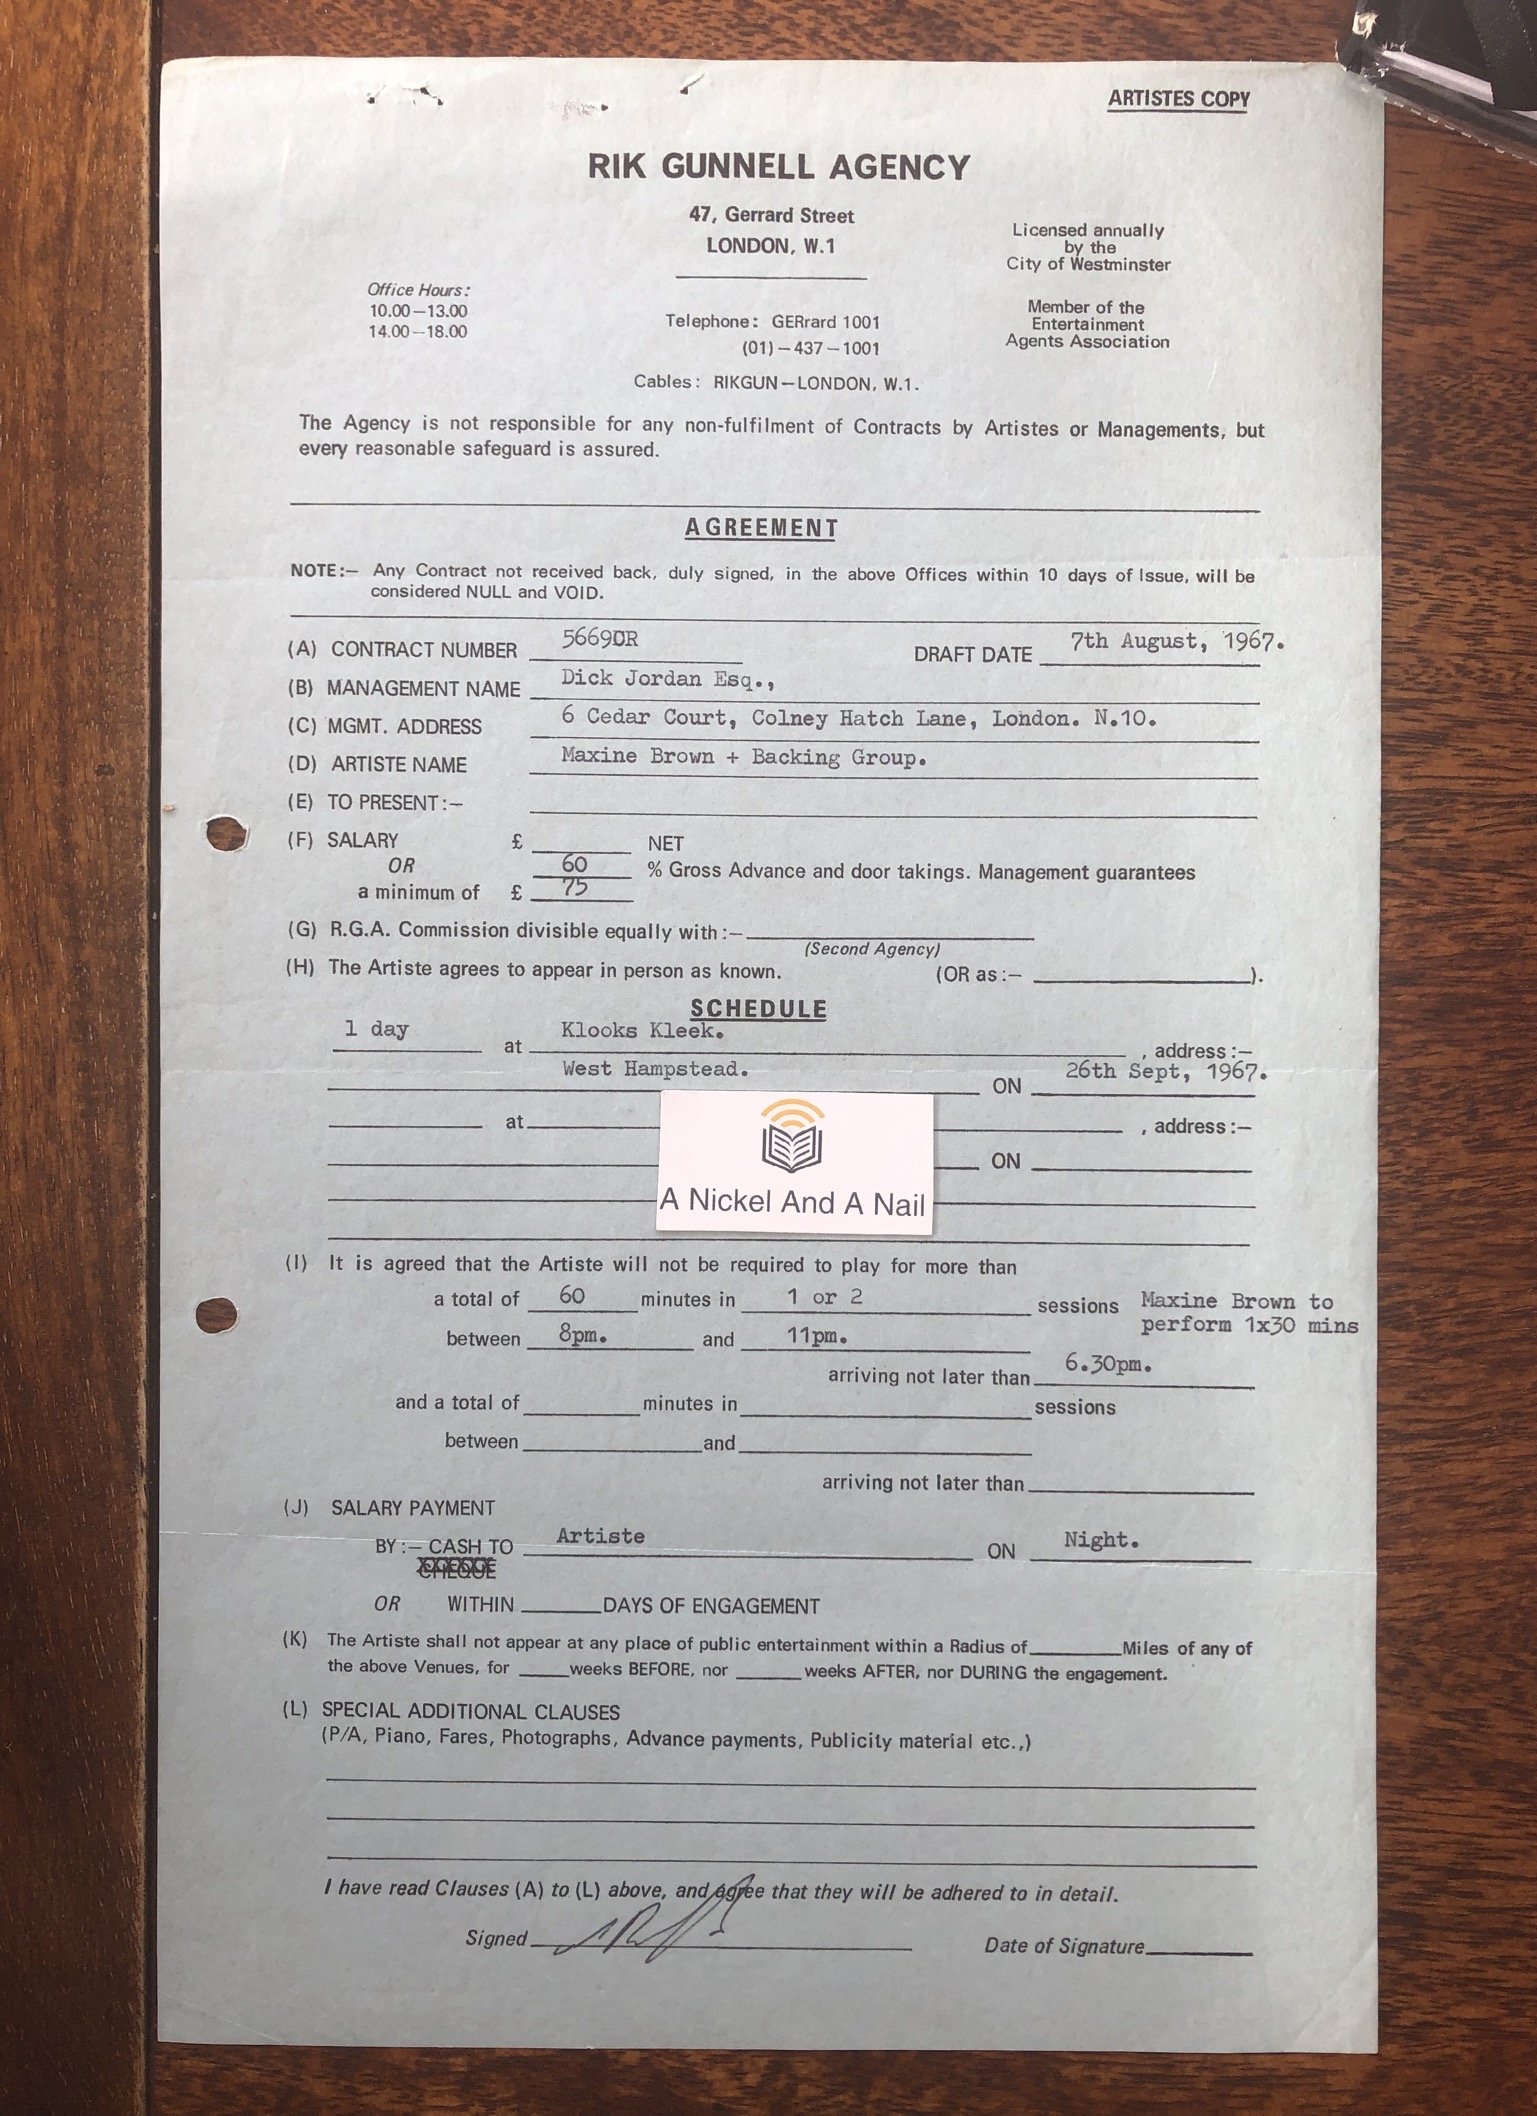 ARTISTES COPY
RIK GUNNELL AGENCY
47, Gerrard Street
LONDON, W.1
Licensed annually
by the
City of Westminster
Office Hours:
10.00—13.00
14.00—18.00
Telephone: GERrard 1001
(01)—437—1001
Member of the
Entertainment
Agents Association
Cables: RIKGUN—LONDON, W.1.
The Agency is not responsible for any non-fulfilment of Contracts by Artistes or Managements, but
every reasonable safeguard is assured.
AGREEMENT
NOTE:— Any Contract not received back, duly signed, in the above Offices within 10 days of Issue, will be
considered NULL and VOID.
(A) CONTRACT NUMBER 5669DR DRAFT DATE 7th August, 1967.
(B) MANAGEMENT NAME Dick Jordan Esq.,
(C) MGMT. ADDRESS 6 Cedar Court, Colney Hatch Lane, London. N.10.
(D) ARTISTE NAME Maxine Brown + Backing Group.
(E) TO PRESENT:—
(F) SALARY £ NET
OR 60 % Gross Advance and door takings. Management guarantees
a minimum of £ 75
(G) R.G.A. Commission divisible equally with:—
(Second Agency)
(H) The Artiste agrees to appear in person as known. (OR as:— ).
SCHEDULE
1 day at Klooks Kleek. , address:—
West Hampstead. ON 26th Sept, 1967.
at , address:—
ON
A Nickel And A Nail
(I) It is agreed that the Artiste will not be required to play for more than
a total of 60 minutes in 1 or 2 sessions Maxine Brown to
perform 1x30 mins
between 8pm. and 11pm.
arriving not later than 6.30pm.
and a total of minutes in sessions
between and
arriving not later than
(J) SALARY PAYMENT
BY:— CASH TO Artiste ON Night.
CHEQUE
OR WITHIN DAYS OF ENGAGEMENT
(K) The Artiste shall not appear at any place of public entertainment within a Radius of Miles of any of
the above Venues, for weeks BEFORE, nor weeks AFTER, nor DURING the engagement.
(L) SPECIAL ADDITIONAL CLAUSES
(P/A, Piano, Fares, Photographs, Advance payments, Publicity material etc.,)
I have read Clauses (A) to (L) above, and agree that they will be adhered to in detail.
Signed Date of Signature